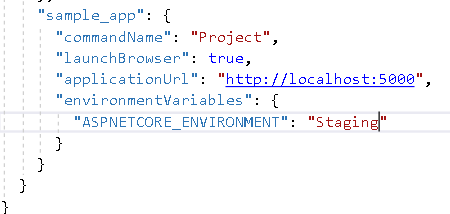 "sample_app": {
"commandName": "Project",
"launchBrowser": true,
"applicationUrl": "http://localhost:5000",
"environmentVariables": {
"ASPNETCORE_ENVIRONMENT": "Staging"
}
}
}
}